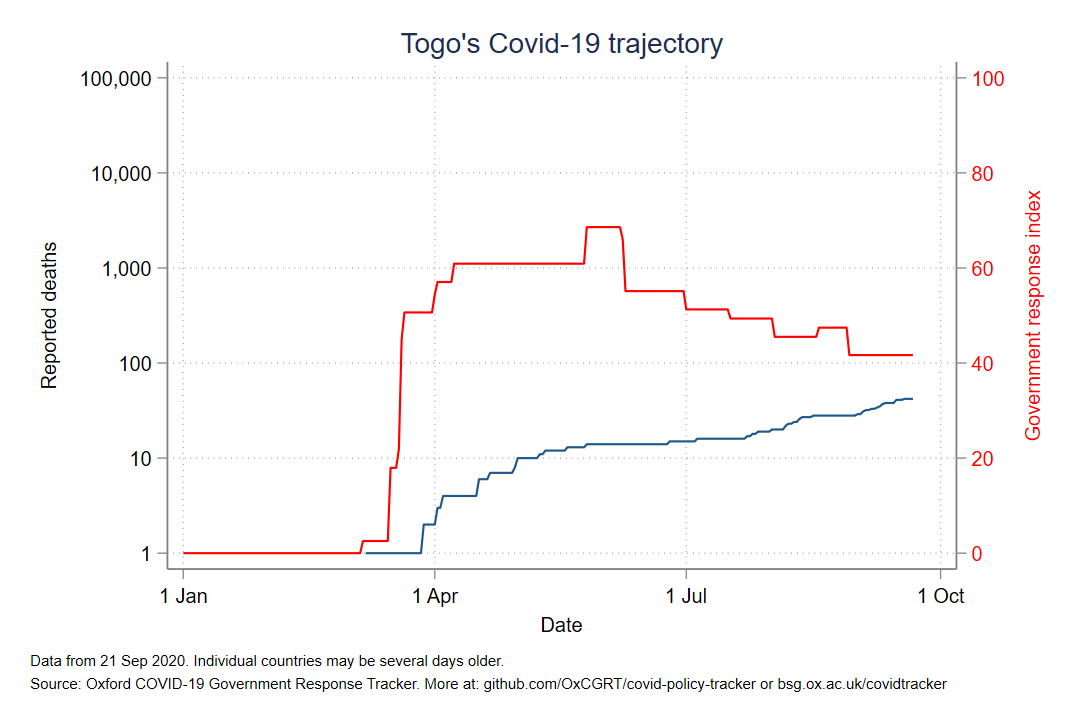 Togo's Covid-19 trajectory
100,000
10,000
1,000
100
10
1
Reported deaths
100
80
60
40
20
0
Government response index
1 Jan
1 Apr
1 Jul
1 Oct
Date
Data from 21 Sep 2020. Individual countries may be several days older.
Source: Oxford COVID-19 Government Response Tracker. More at: github.com/OxCGRT/covid-policy-tracker or bsg.ox.ac.uk/covidtracker